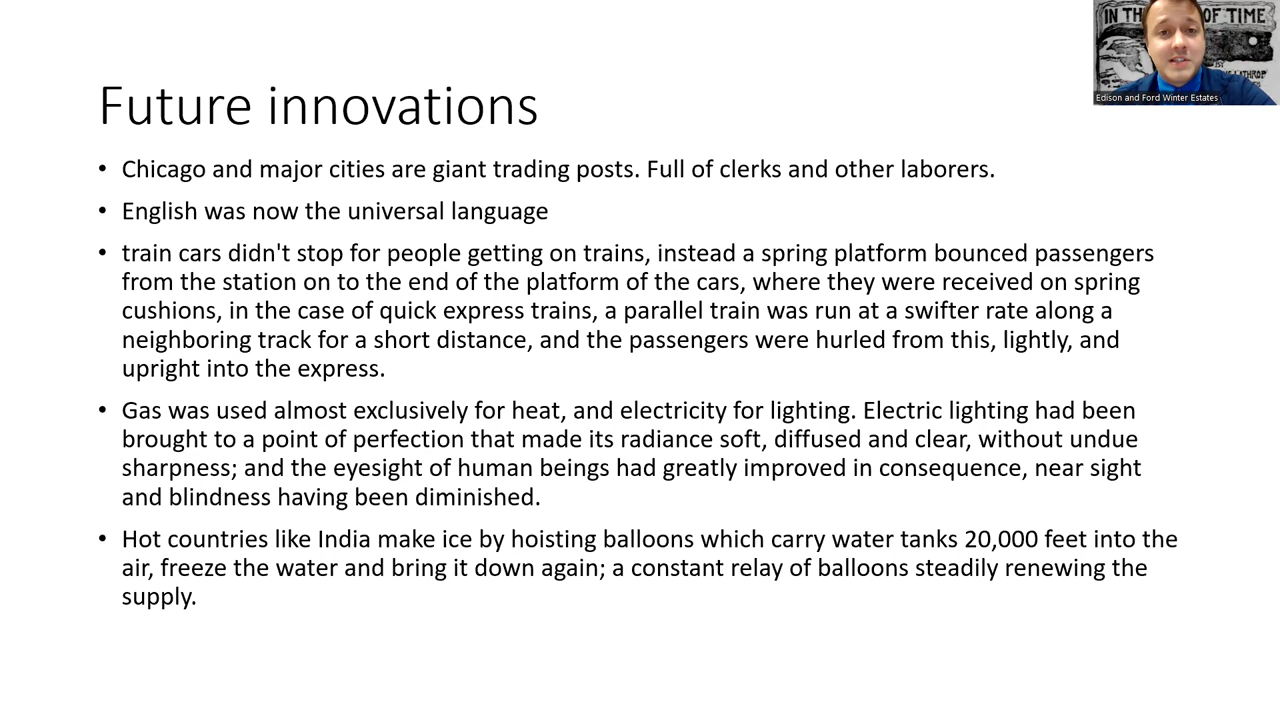 IN TH OF TIME
LATHROP
Edison and Ford Winter Estates
Future innovations
• Chicago and major cities are giant trading posts. Full of clerks and other laborers.
• English was now the universal language
• train cars didn't stop for people getting on trains, instead a spring platform bounced passengers
from the station on to the end of the platform of the cars, where they were received on spring
cushions, in the case of quick express trains, a parallel train was run at a swifter rate along a
neighboring track for a short distance, and the passengers were hurled from this, lightly, and
upright into the express.
• Gas was used almost exclusively for heat, and electricity for lighting. Electric lighting had been
brought to a point of perfection that made its radiance soft, diffused and clear, without undue
sharpness; and the eyesight of human beings had greatly improved in consequence, near sight
and blindness having been diminished.
• Hot countries like India make ice by hoisting balloons which carry water tanks 20,000 feet into the
air, freeze the water and bring it down again; a constant relay of balloons steadily renewing the
supply.